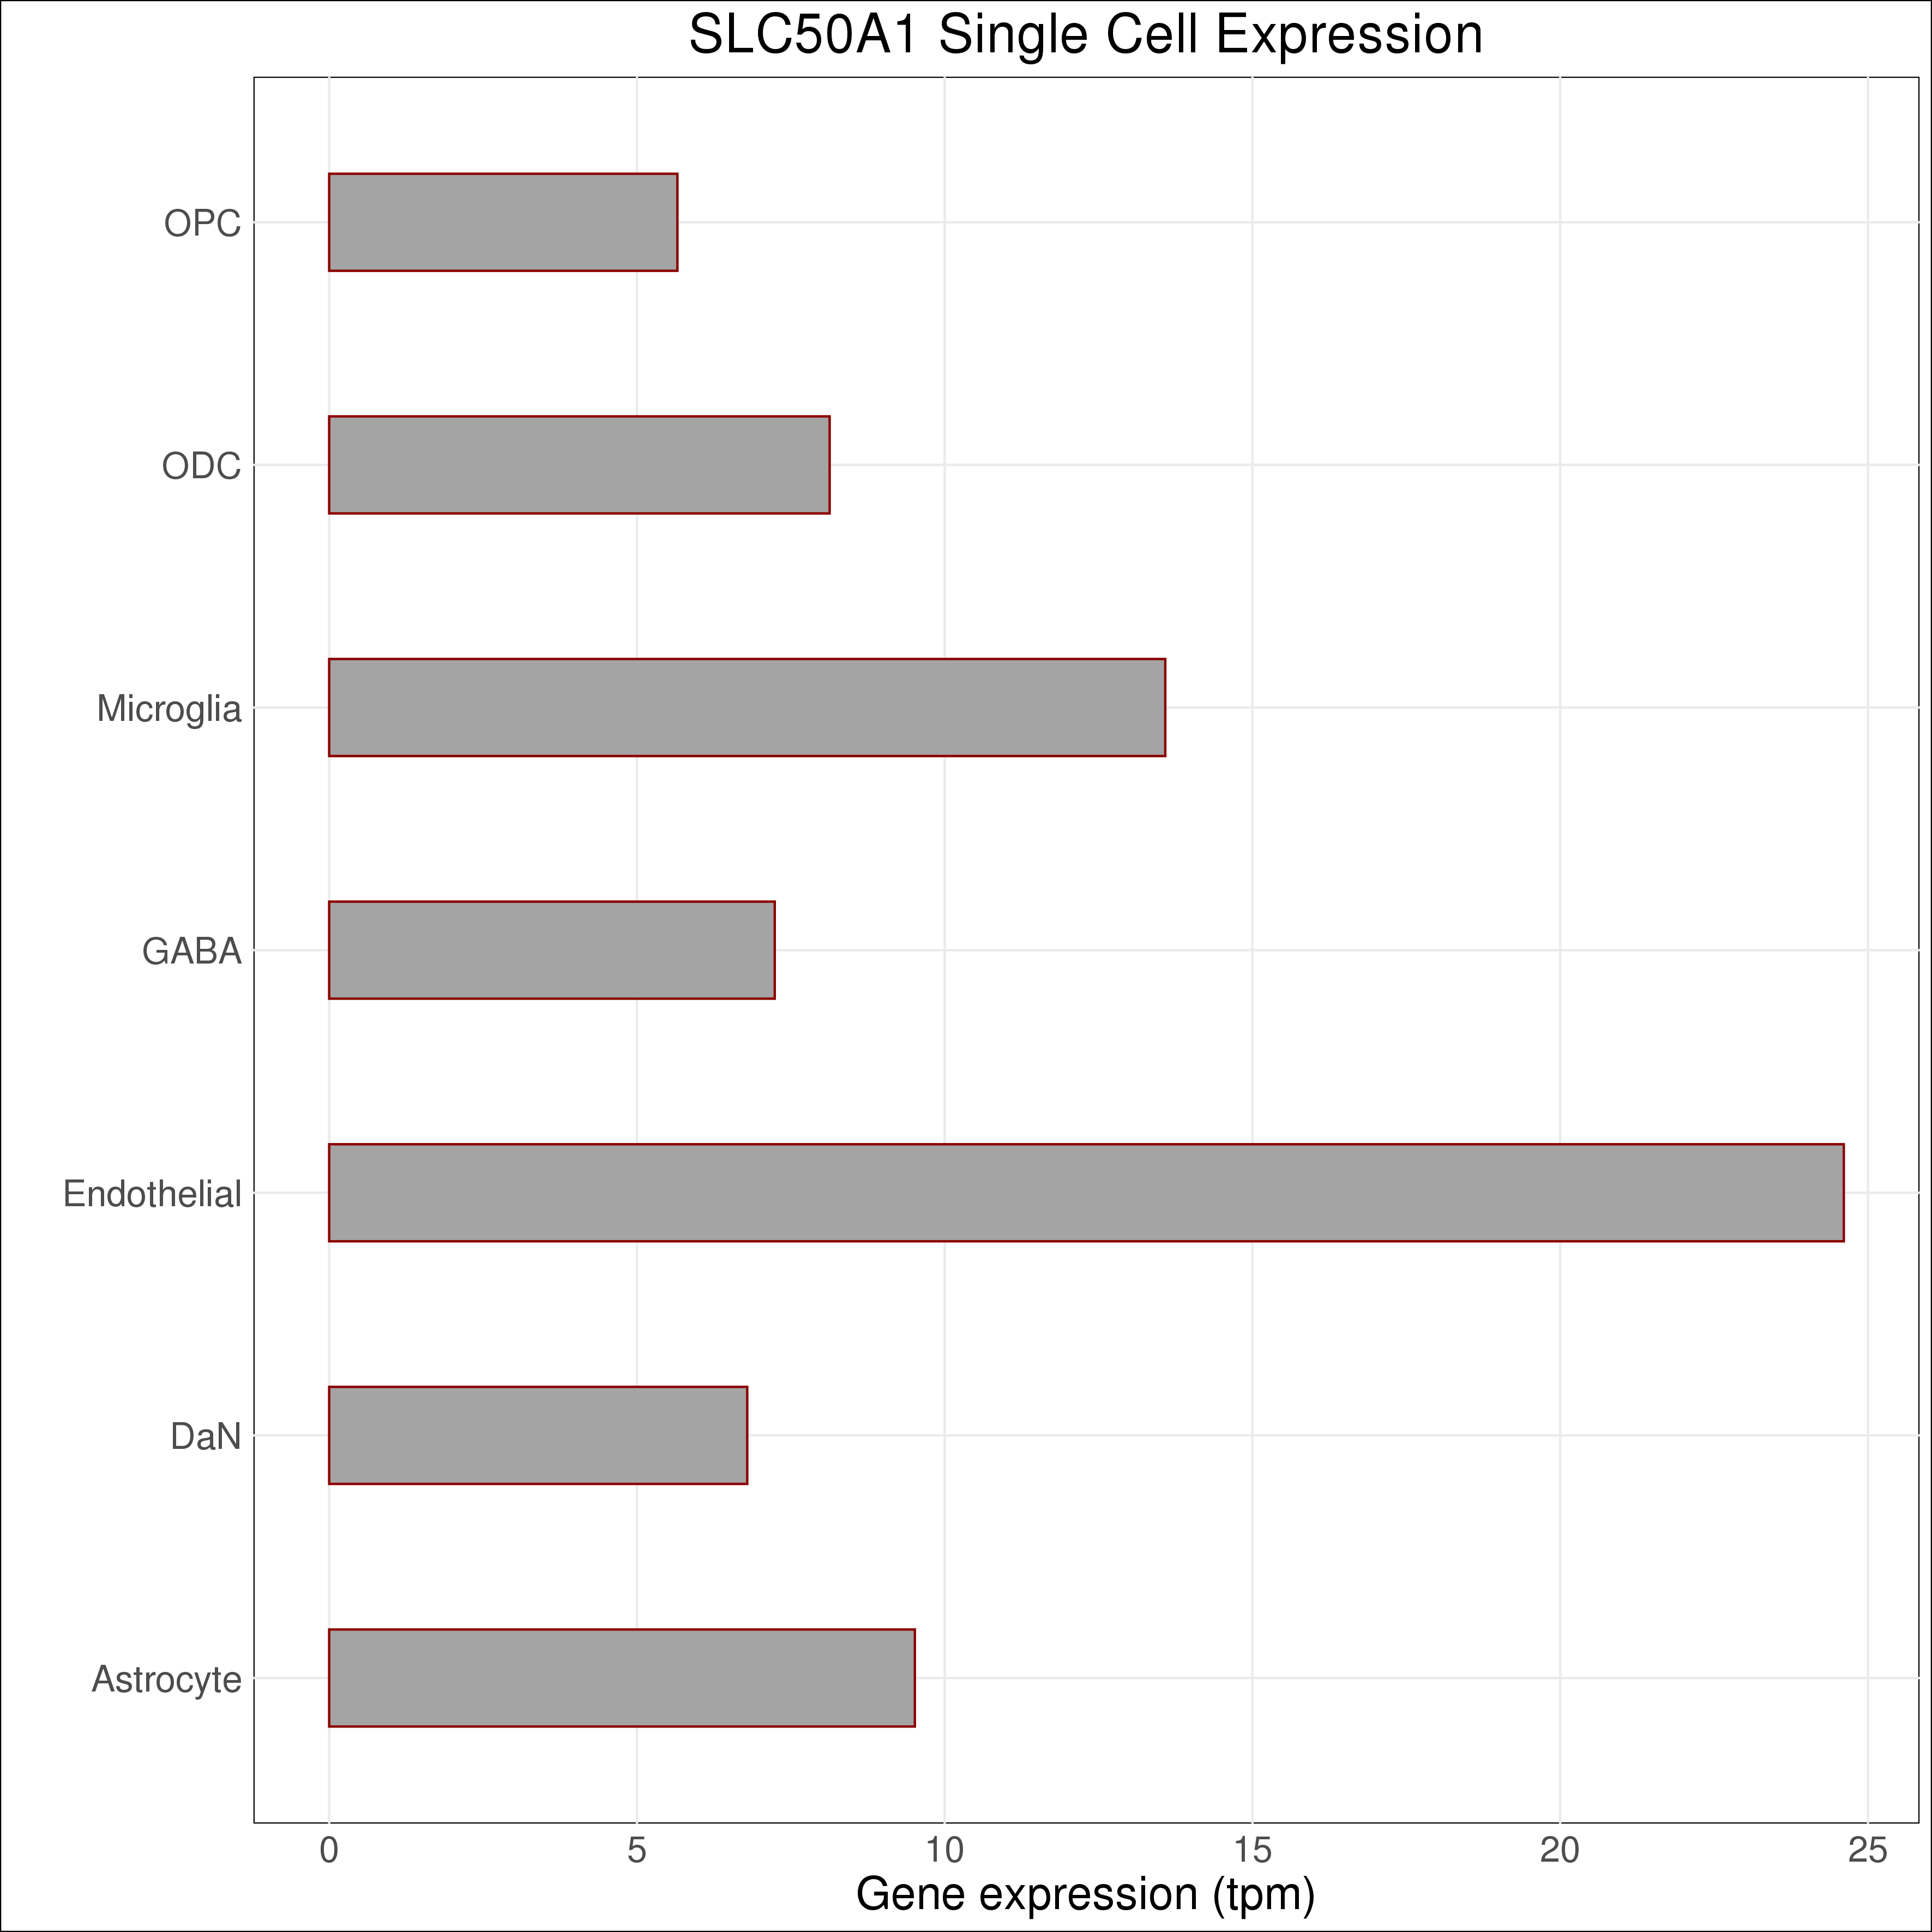 SLC50A1 Single Cell Expression
OPC
ODC
Microglia
GABA
Endothelial
DaN
Astrocyte
0 5 10 15 20 25
Gene expression (tpm)